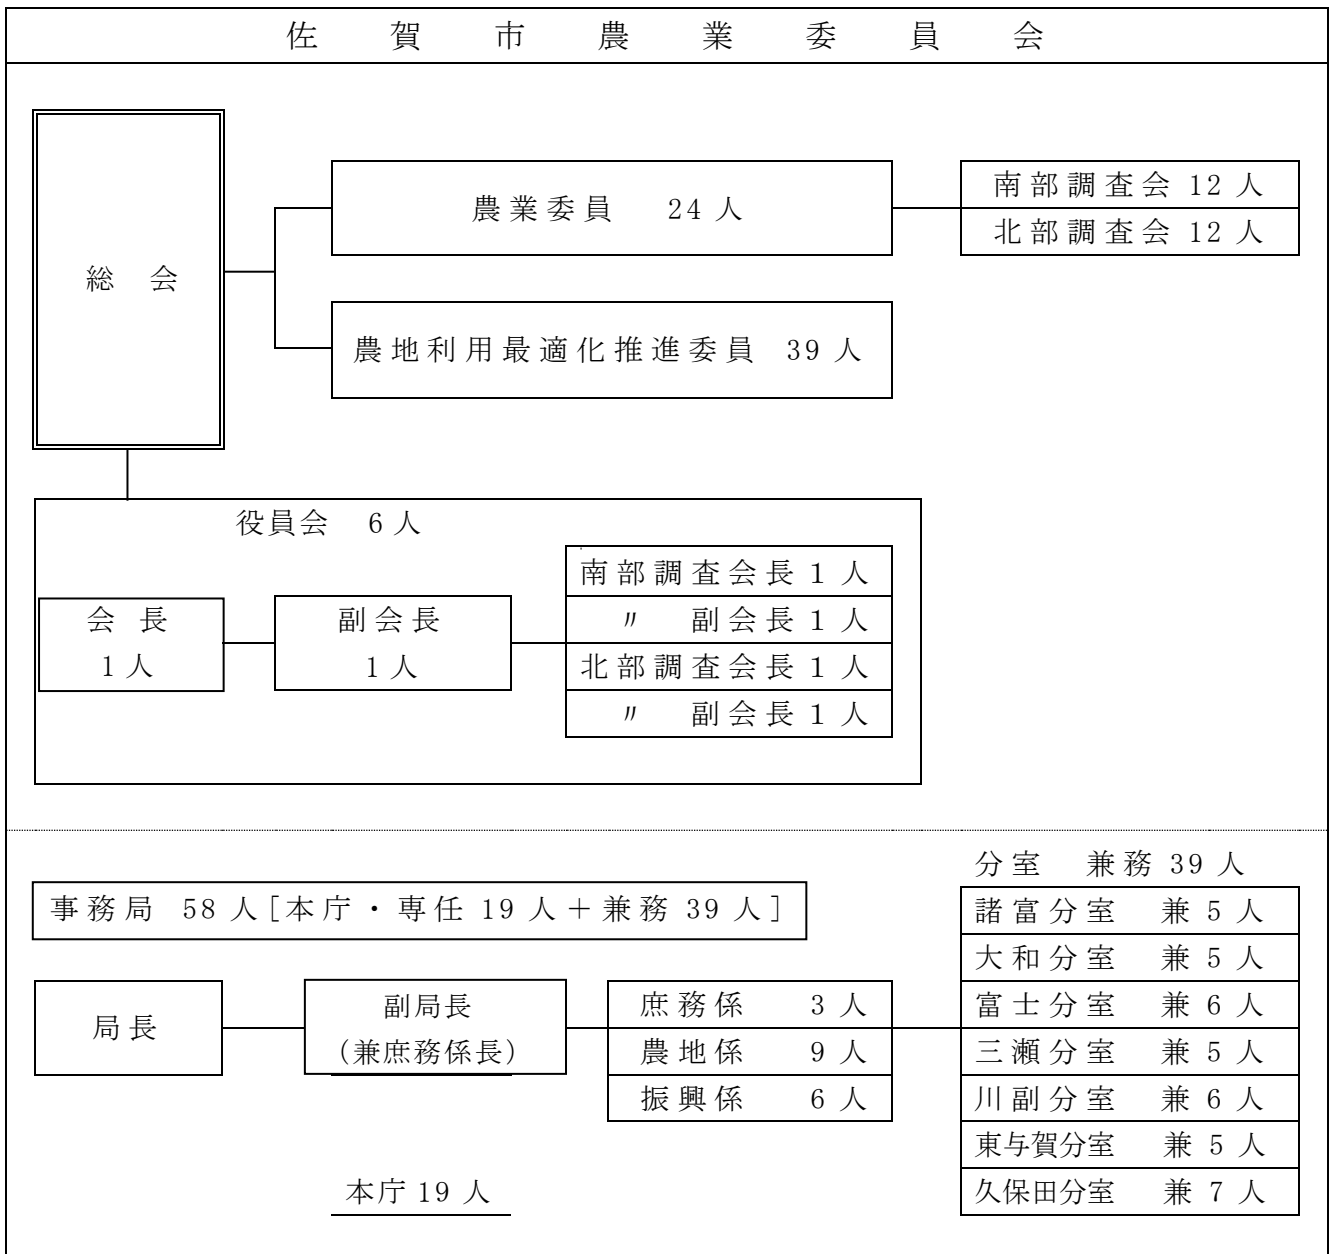 佐賀市農業委員会
総会
農業委員 24人
南部調査会 12人
北部調査会 12人
農地利用最適化推進委員 39人
役員会 6人
会長
1人
副会長
1人
南部調査会長1人
〃 副会長1人
北部調査会長1人
〃 副会長1人
事務局 58人[本庁・専任19人+兼務39人]
局長
副局長
(兼庶務係長)
庶務係 3人
農地係 9人
振興係 6人
本庁19人
分室 兼務39人
諸富分室 兼5人
大和分室 兼5人
富士分室 兼6人
三瀬分室 兼5人
川副分室 兼6人
東与賀分室 兼5人
久保田分室 兼7人